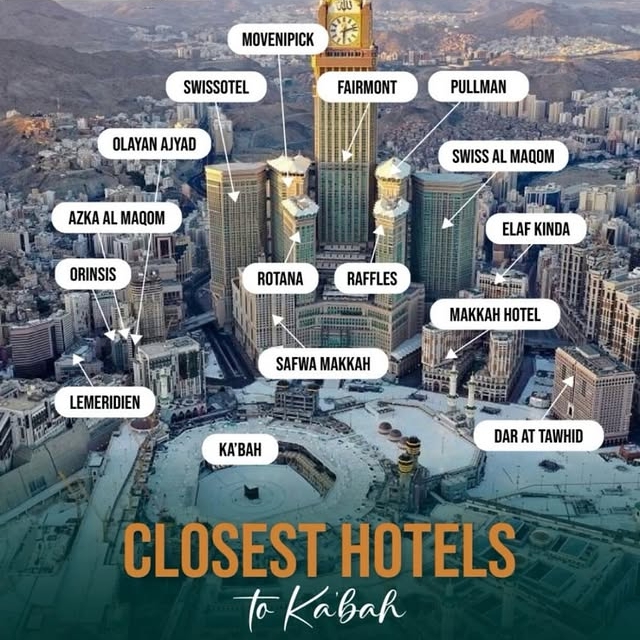 MOVENPICK
SWISSOTEL
FAIRMONT
PULLMAN
OLAYAN AJYAD
SWISS AL MAQOM
AZKA AL MAQOM
ELAF KINDA
ORINSIS
ROTANA
RAFFLES
MAKKAH HOTEL
SAFWA MAKKAH
LEMERIDIEN
DAR AT TAWHID
KA'BAH
CLOSEST HOTELS
to Ka'bah